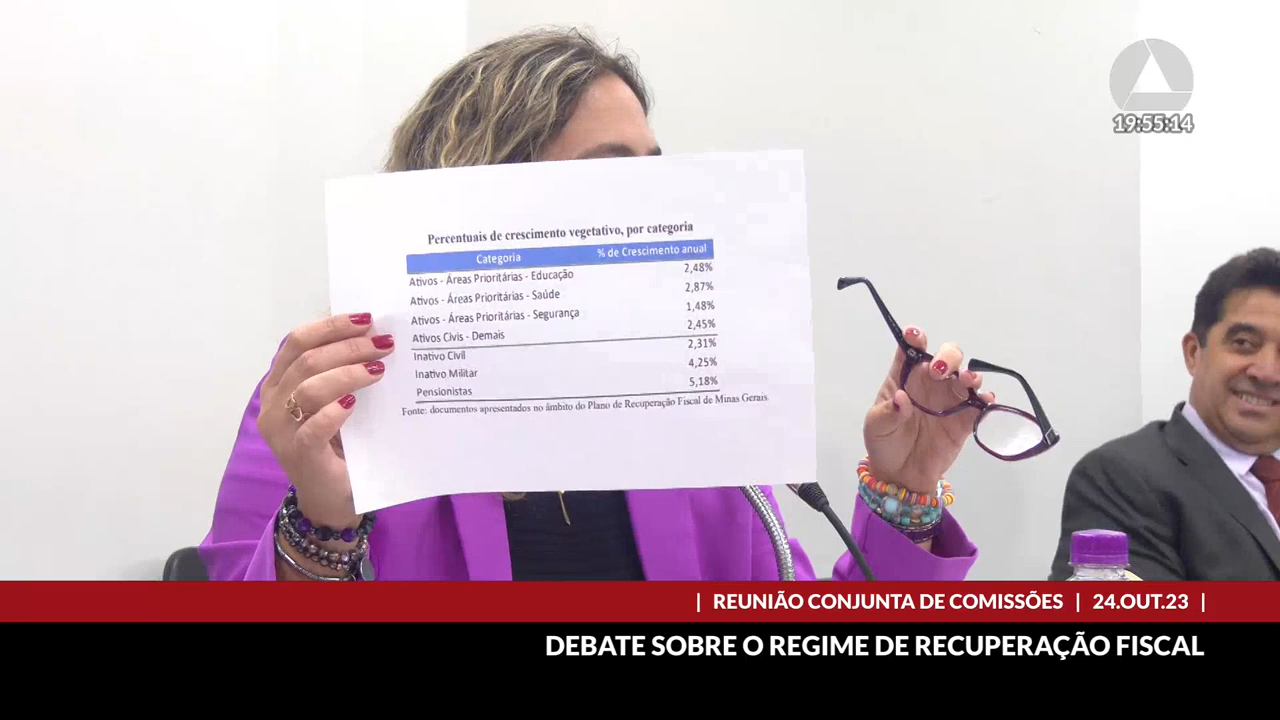 19:55:14
Percentuais de crescimento vegetativo, por categoria
Categoria % de Crescimento anual
Ativos - Áreas Prioritárias - Educação 2,48%
Ativos - Áreas Prioritárias - Saúde 2,87%
Ativos - Áreas Prioritárias - Segurança 1,48%
Ativos Civis - Demais 2,45%
Inativo Civil 2,31%
Inativo Militar 4,25%
Pensionistas 5,18%
Fonte: documentos apresentados no âmbito do Plano de Recuperação Fiscal de Minas Gerais.
| REUNIÃO CONJUNTA DE COMISSÕES | 24.OUT.23 |
DEBATE SOBRE O REGIME DE RECUPERAÇÃO FISCAL